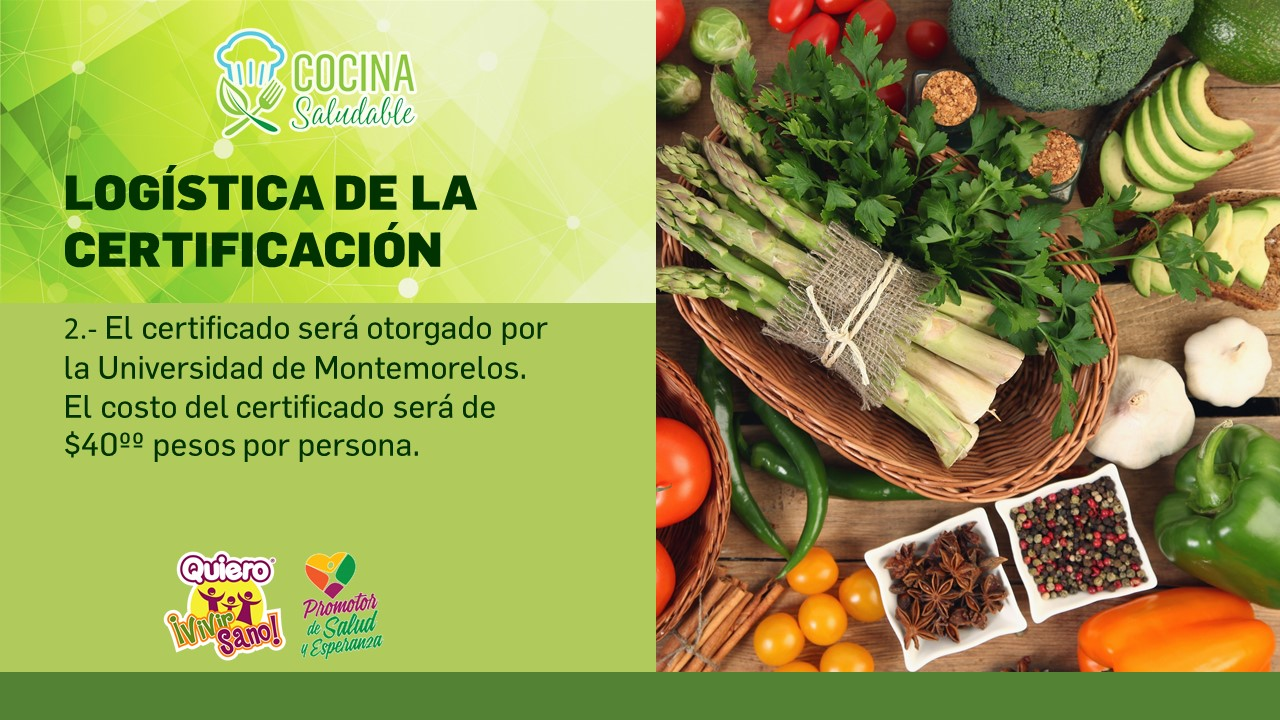 COCINA
Saludable
LOGÍSTICA DE LA
CERTIFICACIÓN
2.- El certificado será otorgado por
la Universidad de Montemorelos.
El costo del certificado será de
$40ºº pesos por persona.
Quiero
¡Vivir
Sano!
Promotor
de Salud
y Esperanza